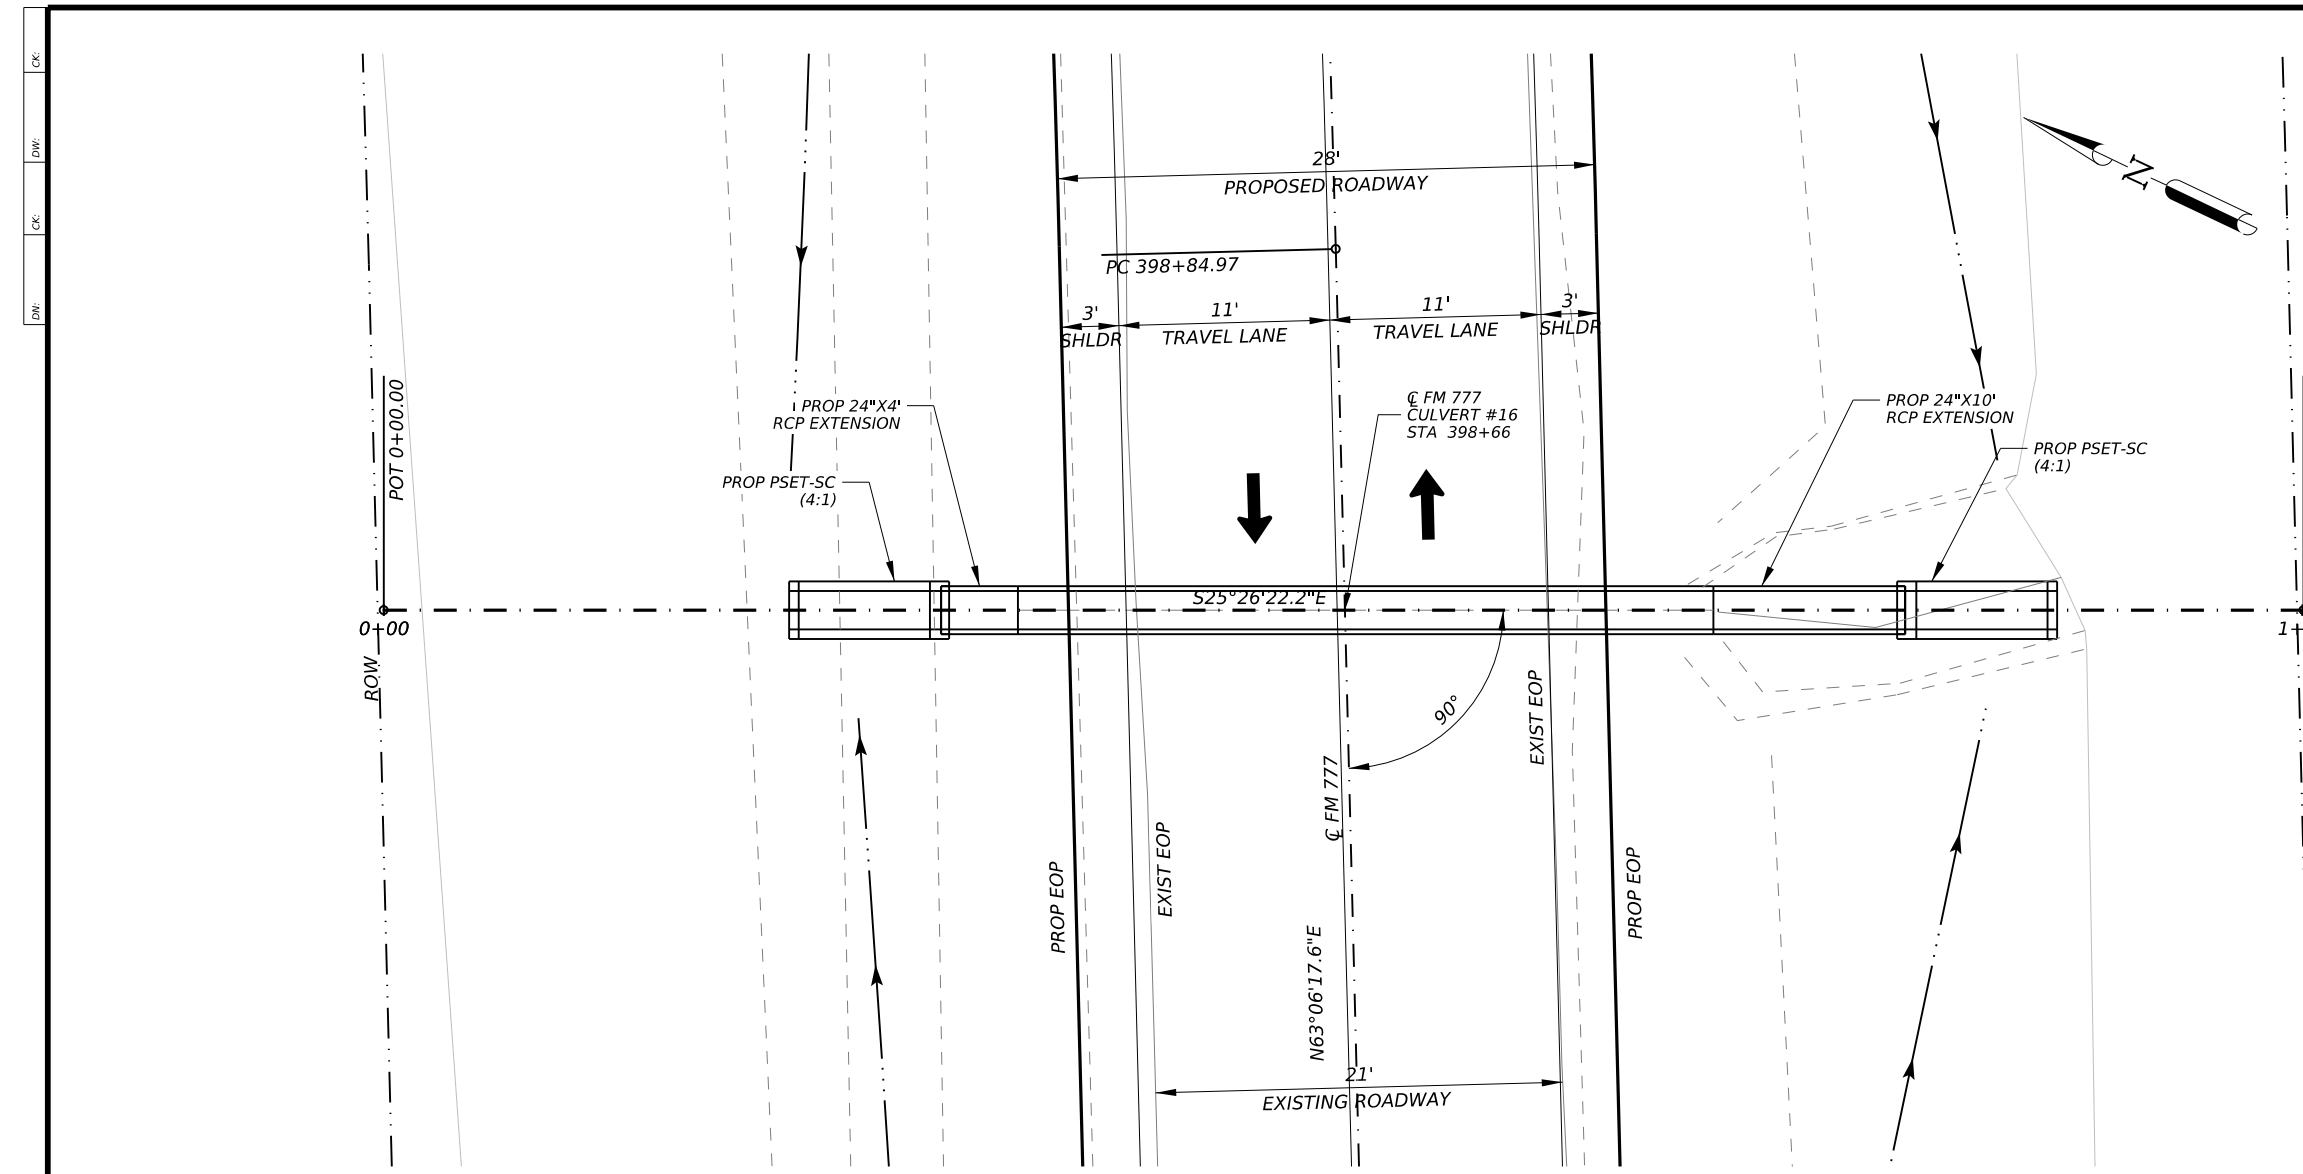 CK:
DW:
CK:
DN:
N
28'
PROPOSED ROADWAY
PC 398+84.97
3'
SHLDR
11'
TRAVEL LANE
11'
TRAVEL LANE
3'
SHLDR
POT 0+00.00
PROP 24"X4'
RCP EXTENSION
PROP PSET-SC
(4:1)
℄ FM 777
CULVERT #16
STA 398+66
PROP 24"X10'
RCP EXTENSION
PROP PSET-SC
(4:1)
S25°26'22.2"E
0+00
1+
ROW
90°
EXIST EOP
℄ FM 777
PROP EOP
EXIST EOP
PROP EOP
N63°06'17.6"E
21'
EXISTING ROADWAY